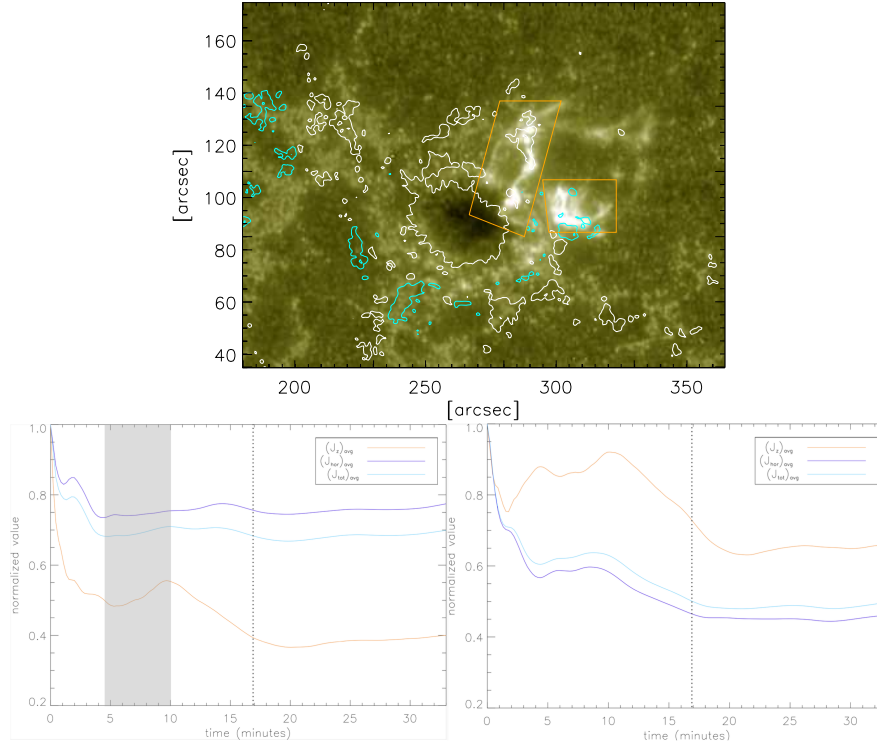 160
140
120
100
80
60
40
[arcsec]
200
250
300
350
[arcsec]
1.0
0.8
0.6
0.4
0.2
normalized value
(J_z)_avg
(J_hor)_avg
(J_tot)_avg
0
5
10
15
20
25
30
time (minutes)
1.0
0.8
0.6
0.4
0.2
normalized value
(J_z)_avg
(J_hor)_avg
(J_tot)_avg
0
5
10
15
20
25
30
time (minutes)